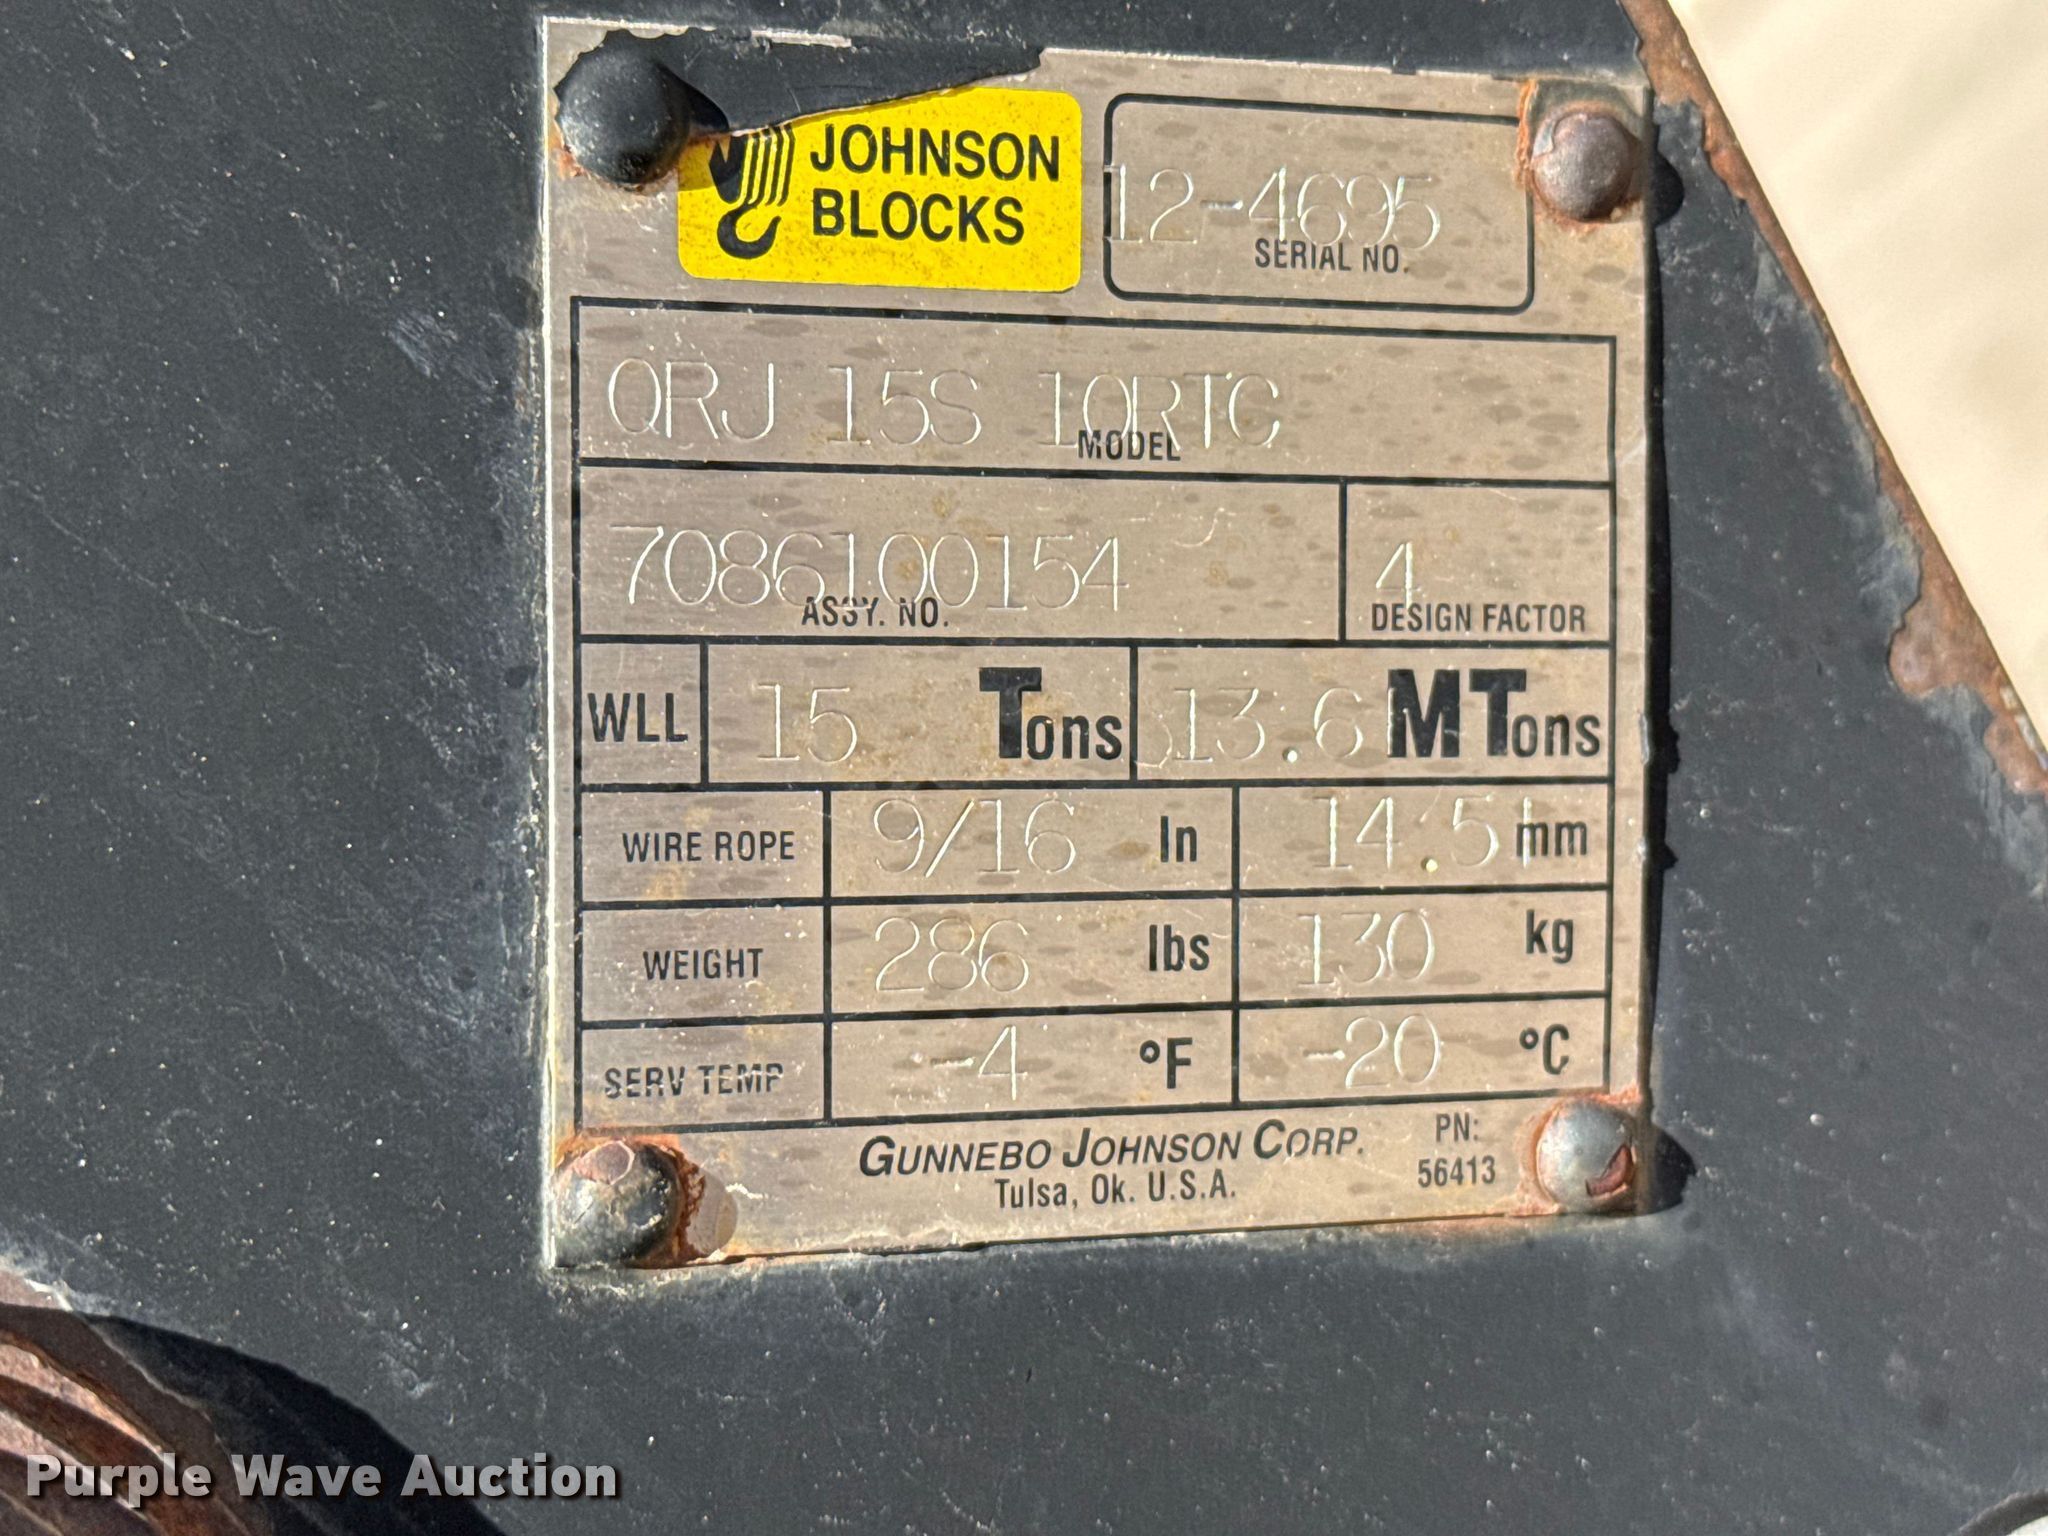 JOHNSON
BLOCKS
12-4695
SERIAL NO.
QRJ 15S 10RTC
MODEL
7086100154
ASSY. NO.
4
DESIGN FACTOR
WLL 15 Tons 13.6 MTons
WIRE ROPE 9/16 In 14.5 mm
WEIGHT 286 lbs 130 kg
SERV TEMP -4 °F -20 °C
GUNNEBO JOHNSON CORP.
Tulsa, Ok. U.S.A.
PN:
56413
Purple Wave Auction